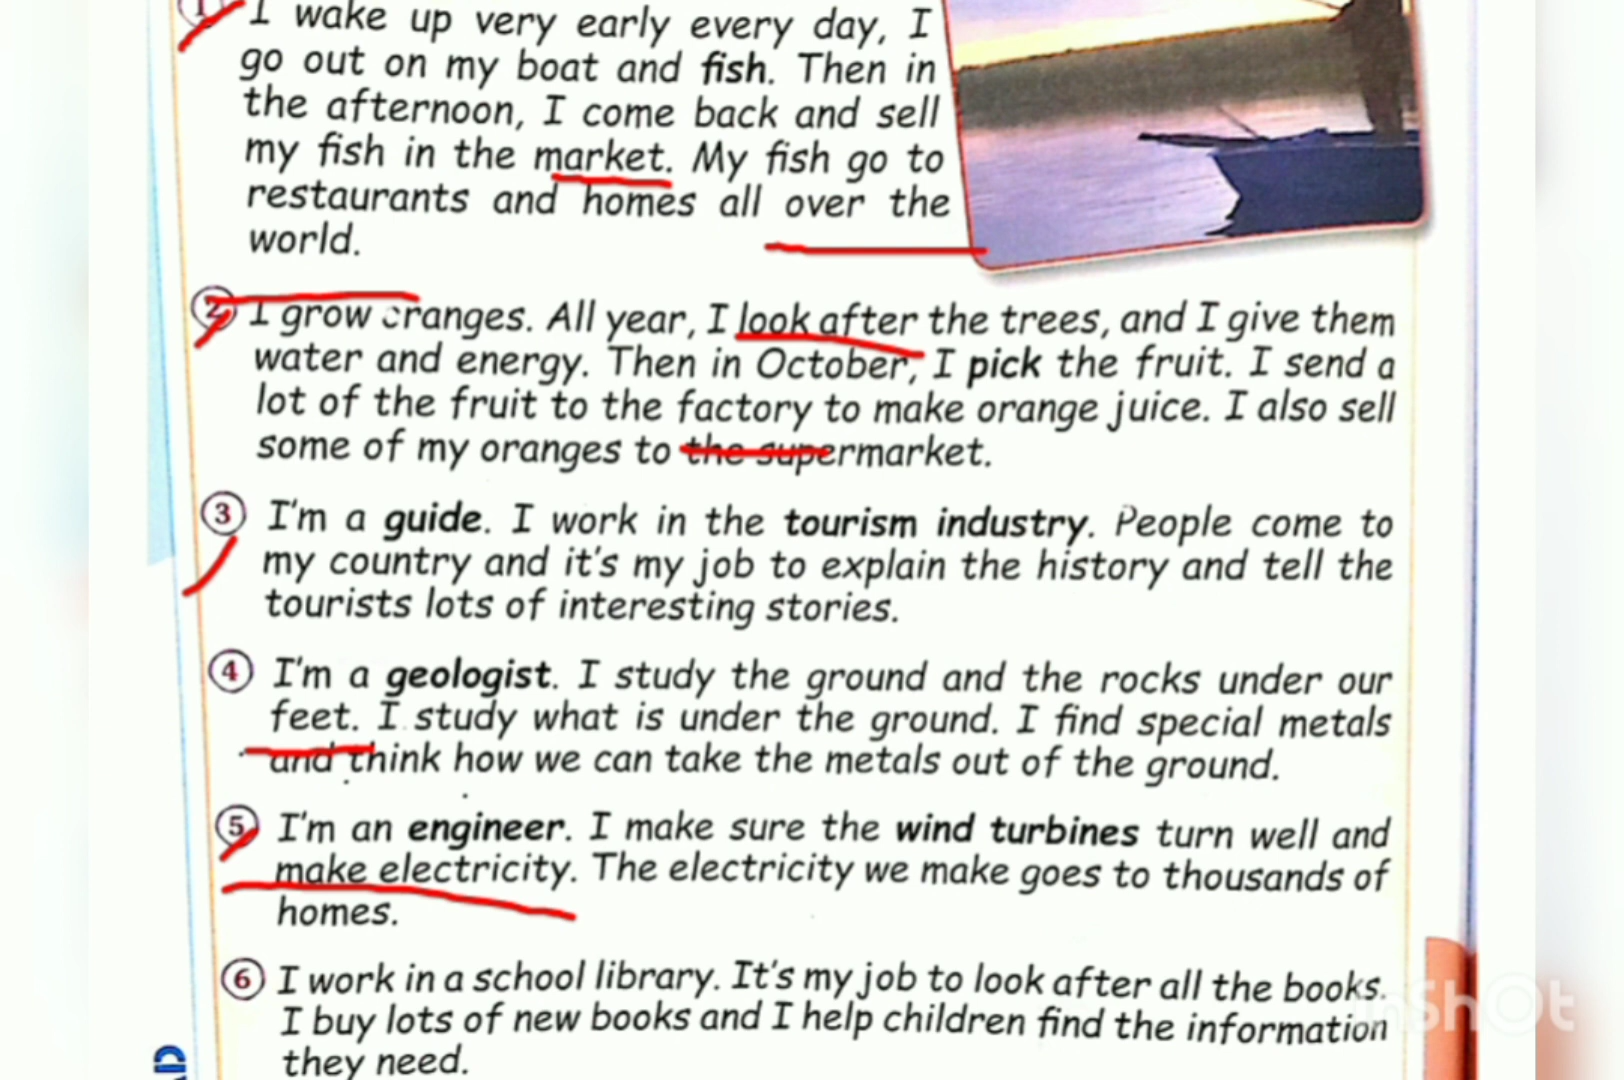 1 I wake up very early every day, I
go out on my boat and fish. Then in
the afternoon, I come back and sell
my fish in the market. My fish go to
restaurants and homes all over the
world.
2 I grow oranges. All year, I look after the trees, and I give them
water and energy. Then in October, I pick the fruit. I send a
lot of the fruit to the factory to make orange juice. I also sell
some of my oranges to the supermarket.
3 I'm a guide. I work in the tourism industry. People come to
my country and it's my job to explain the history and tell the
tourists lots of interesting stories.
4 I'm a geologist. I study the ground and the rocks under our
feet. I study what is under the ground. I find special metals
and think how we can take the metals out of the ground.
5 I'm an engineer. I make sure the wind turbines turn well and
make electricity. The electricity we make goes to thousands of
homes.
6 I work in a school library. It's my job to look after all the books.
I buy lots of new books and I help children find the information
they need.